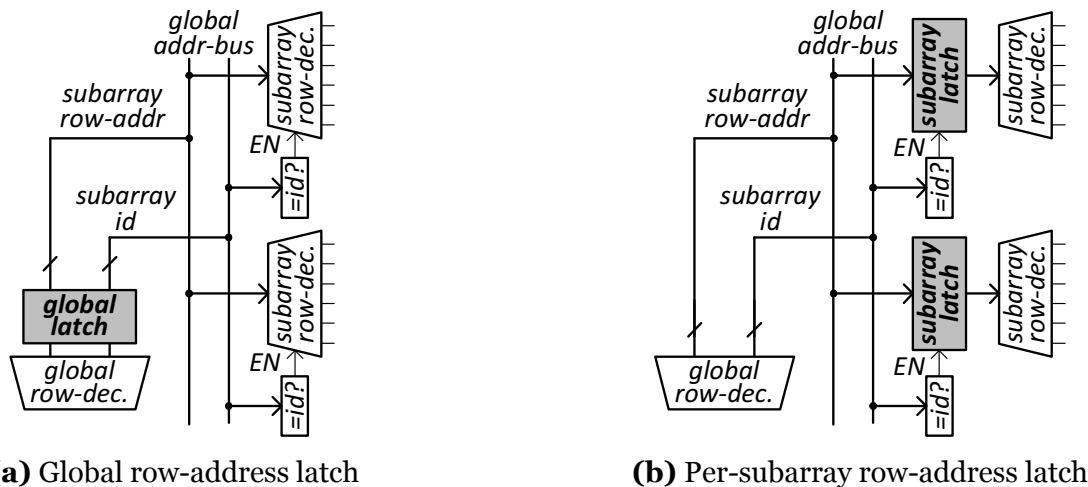 global
addr-bus
subarray
row-addr
subarray
id
global
latch
global
row-dec.
subarray
row-dec.
EN
=id?
subarray
row-dec.
EN
=id?
(a) Global row-address latch
global
addr-bus
subarray
row-addr
subarray
id
global
row-dec.
subarray
latch
subarray
row-dec.
EN
=id?
subarray
latch
subarray
row-dec.
EN
=id?
(b) Per-subarray row-address latch